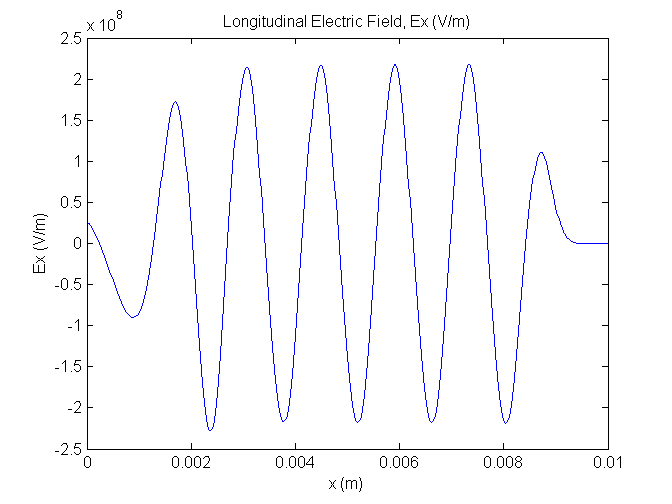 Longitudinal Electric Field, Ex (V/m)
x 10^8
2.5
2
1.5
1
0.5
0
-0.5
-1
-1.5
-2
-2.5
Ex (V/m)
0 0.002 0.004 0.006 0.008 0.01
x (m)